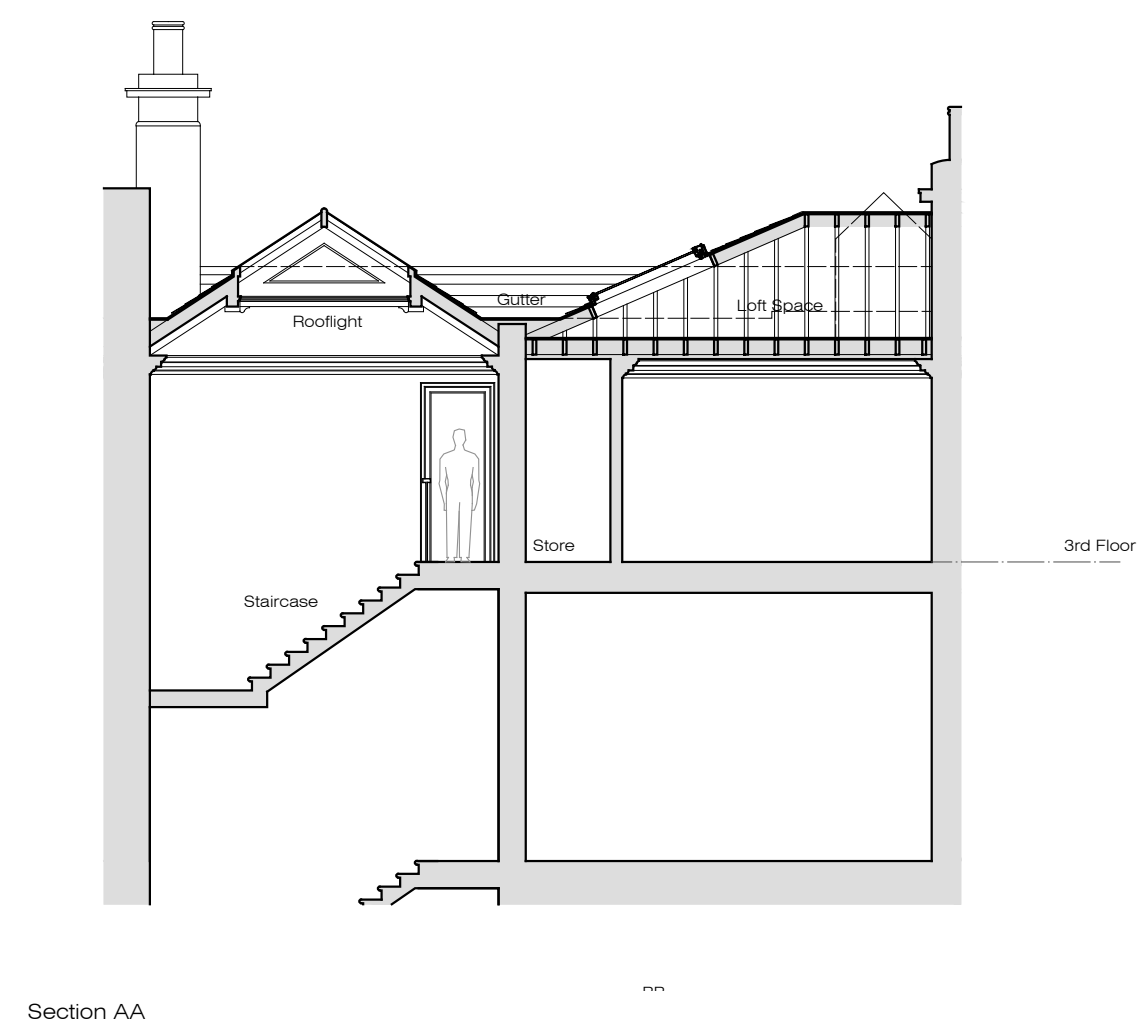 Gutter
Loft Space
Rooflight
Store
3rd Floor
Staircase
Section AA